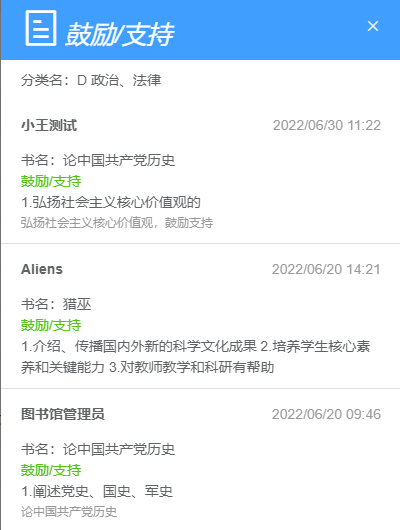 鼓励/支持
分类名：D 政治、法律
小王测试 2022/06/30 11:22
书名：论中国共产党历史
鼓励/支持
1.弘扬社会主义核心价值观的
弘扬社会主义核心价值观，鼓励支持
Aliens 2022/06/20 14:21
书名：猎巫
鼓励/支持
1.介绍、传播国内外新的科学文化成果 2.培养学生核心素
养和关键能力 3.对教师教学和科研有帮助
图书馆管理员 2022/06/20 09:46
书名：论中国共产党历史
鼓励/支持
1.阐述党史、国史、军史
论中国共产党历史